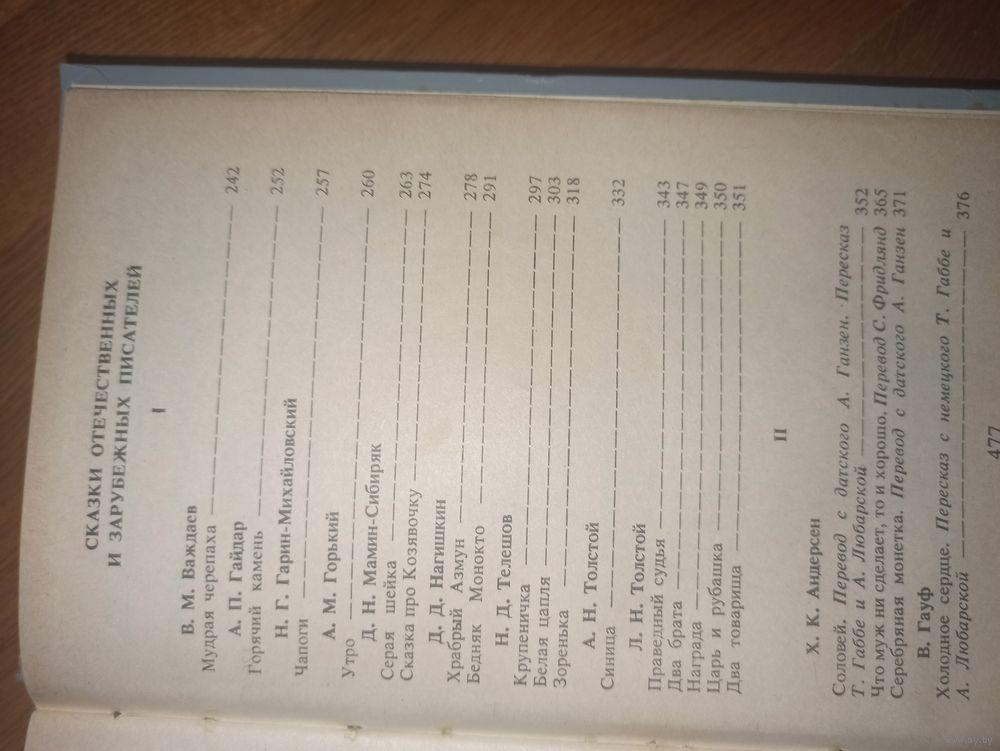 СКАЗКИ ОТЕЧЕСТВЕННЫХ
И ЗАРУБЕЖНЫХ ПИСАТЕЛЕЙ
I
В. М. Важдаев
Мудрая черепаха 242
А. П. Гайдар
Горячий камень 252
Н. Г. Гарин-Михайловский
Чапоги 257
А. М. Горький
Утро 260
Д. Н. Мамин-Сибиряк
Серая шейка 263
Сказка про Козявочку 274
Д. Д. Нагишкин
Храбрый Азмун 278
Бедняк Монокто 291
Н. Д. Телешов
Крупеничка 297
Белая цапля 303
Зоренька 318
А. Н. Толстой
Синица 332
Л. Н. Толстой
Праведный судья 343
Два брата 347
Награда 349
Царь и рубашка 350
Два товарища 351
II
Х. К. Андерсен
Соловей. Перевод с датского А. Ганзен. Пересказ
Т. Габбе и А. Любарской 352
Что муж ни сделает, то и хорошо. Перевод С. Фридлянд 365
Серебряная монетка. Перевод с датского А. Ганзен 371
В. Гауф
Холодное сердце. Пересказ с немецкого Т. Габбе и
А. Любарской 376
477